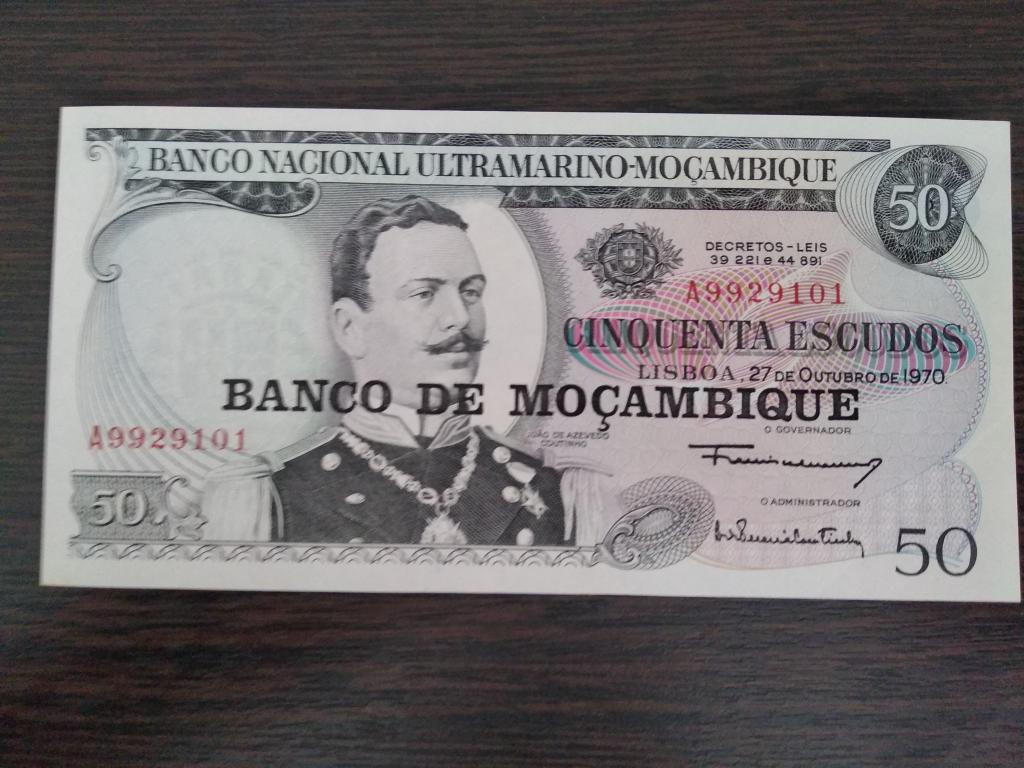 BANCO NACIONAL ULTRAMARINO-MOÇAMBIQUE
50
DECRETOS-LEIS
39 221 e 44 891
A9929101
CINQUENTA ESCUDOS
LISBOA, 27 DE OUTUBRO DE 1970
BANCO DE MOÇAMBIQUE
A9929101
JOÃO DE AZEVEDO
COUTINHO
O GOVERNADOR
O ADMINISTRADOR
50
50